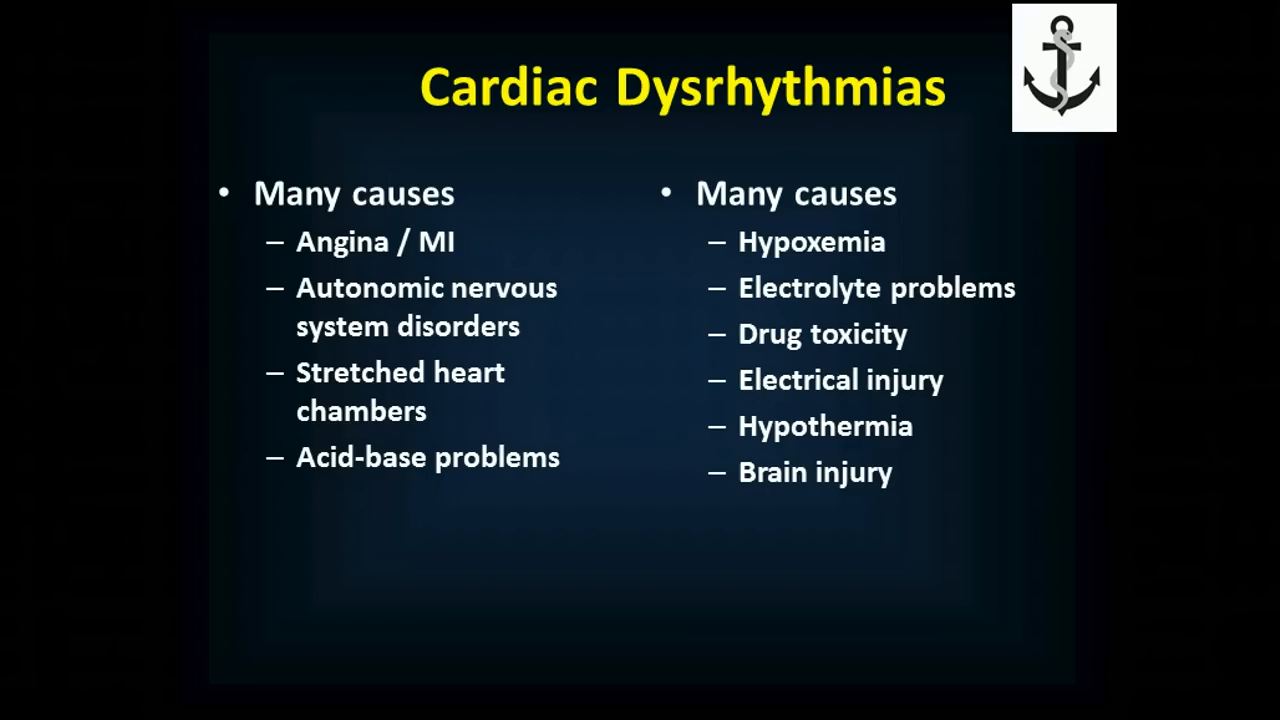 Cardiac Dysrhythmias
• Many causes
– Angina / MI
– Autonomic nervous
system disorders
– Stretched heart
chambers
– Acid-base problems
• Many causes
– Hypoxemia
– Electrolyte problems
– Drug toxicity
– Electrical injury
– Hypothermia
– Brain injury